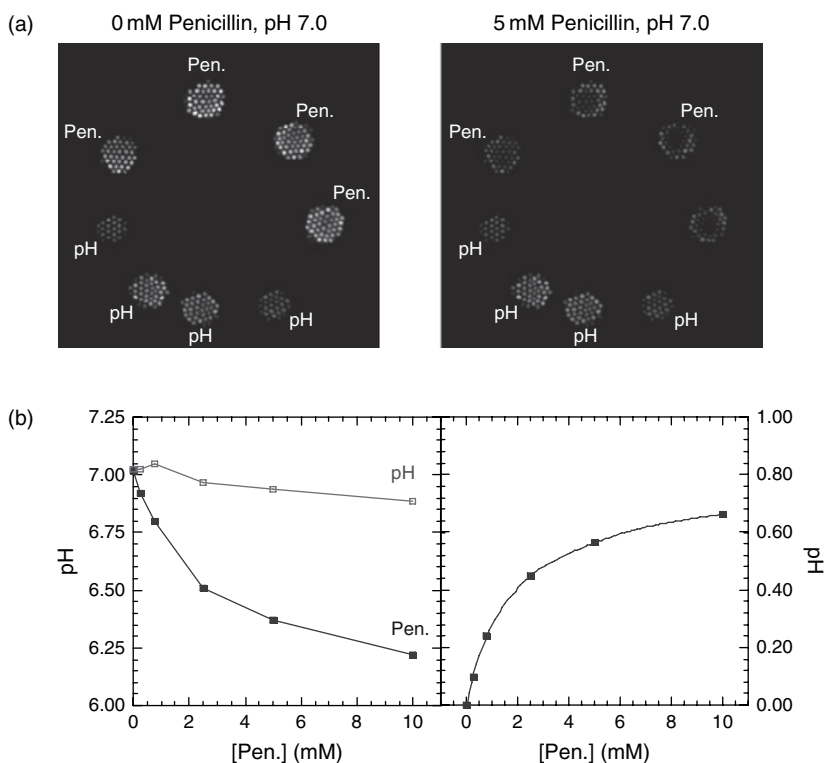 (a)
0 mM Penicillin, pH 7.0
5 mM Penicillin, pH 7.0
Pen.
Pen.
Pen.
Pen.
pH
pH
pH
pH
Pen.
Pen.
Pen.
Pen.
pH
pH
pH
pH
(b)
7.25
7.00
6.75
6.50
6.25
6.00
pH
pH
Pen.
0 2 4 6 8 10
[Pen.] (mM)
1.00
0.80
0.60
0.40
0.20
0.00
pH
0 2 4 6 8 10
[Pen.] (mM)